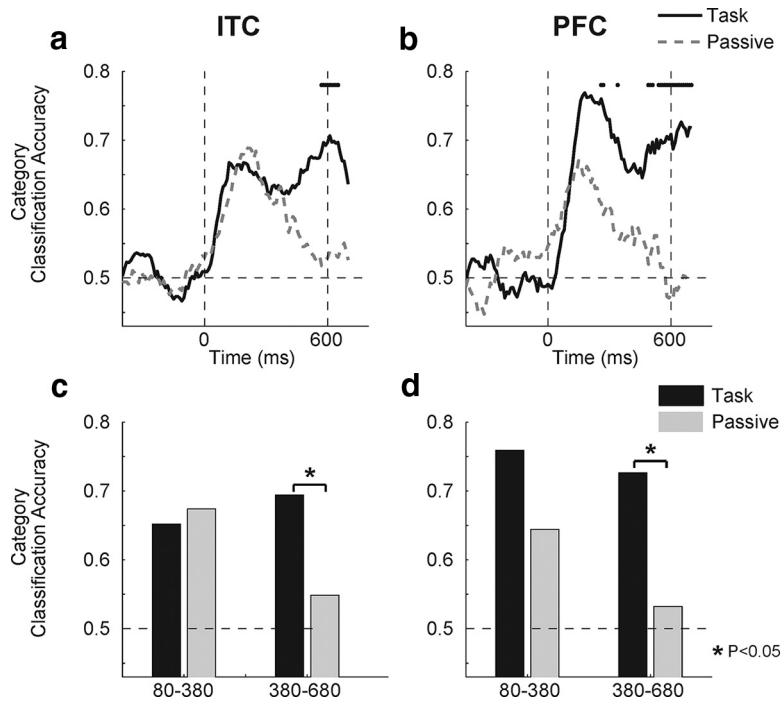 a
ITC
b
PFC
Task
Passive
Category
Classification Accuracy
0.8
0.7
0.6
0.5
0
600
Time (ms)
0.8
0.7
0.6
0.5
0
600
Time (ms)
c
d
Task
Passive
Category
Classification Accuracy
0.8
0.7
0.6
0.5
*
80-380
380-680
0.8
0.7
0.6
0.5
*
80-380
380-680
* P<0.05